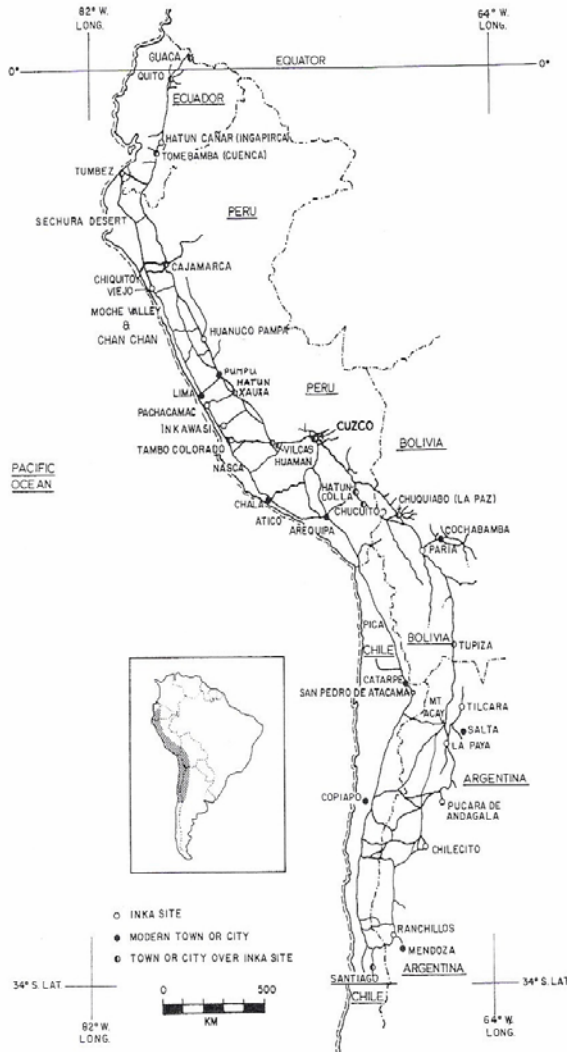 82° W.
LONG.
64° W.
LONG.
GUACA
0°
EQUATOR
0°
QUITO
ECUADOR
HATUN CAÑAR (INGAPIRCA)
TOMEBAMBA (CUENCA)
TUMBEZ
SECHURA DESERT
PERU
CAJAMARCA
CHIQUITO
VIEJO
MOCHE VALLEY
&
CHAN CHAN
HUANUCO PAMPA
PUMPU
HATUN
XAUXA
LIMA
PERU
PACHACAMAC
CUZCO
INKAWASI
BOLIVIA
TAMBO COLORADO
VILCAS
HUAMAN
PACIFIC
OCEAN
NASCA
HATUN-
COLLA
CHUQUIABO (LA PAZ)
CHALA
CHUCUITO
ATICO
AREQUIPA
COCHABAMBA
PARIA
PICA
BOLIVIA
TUPIZA
CHILE
CATARPE
SAN PEDRO DE ATACAMA
MT
ACAY
TILCARA
SALTA
LA PAYA
ARGENTINA
COPIAPO
PUCARA DE
ANDAGALA
CHILECITO
INKA SITE
MODERN TOWN OR CITY
TOWN OR CITY OVER INKA SITE
RANCHILLOS
MENDOZA
SANTIAGO
ARGENTINA
CHILE
34° S. LAT.
34° S. LAT.
0
500
KM
82° W.
LONG.
64° W.
LONG.